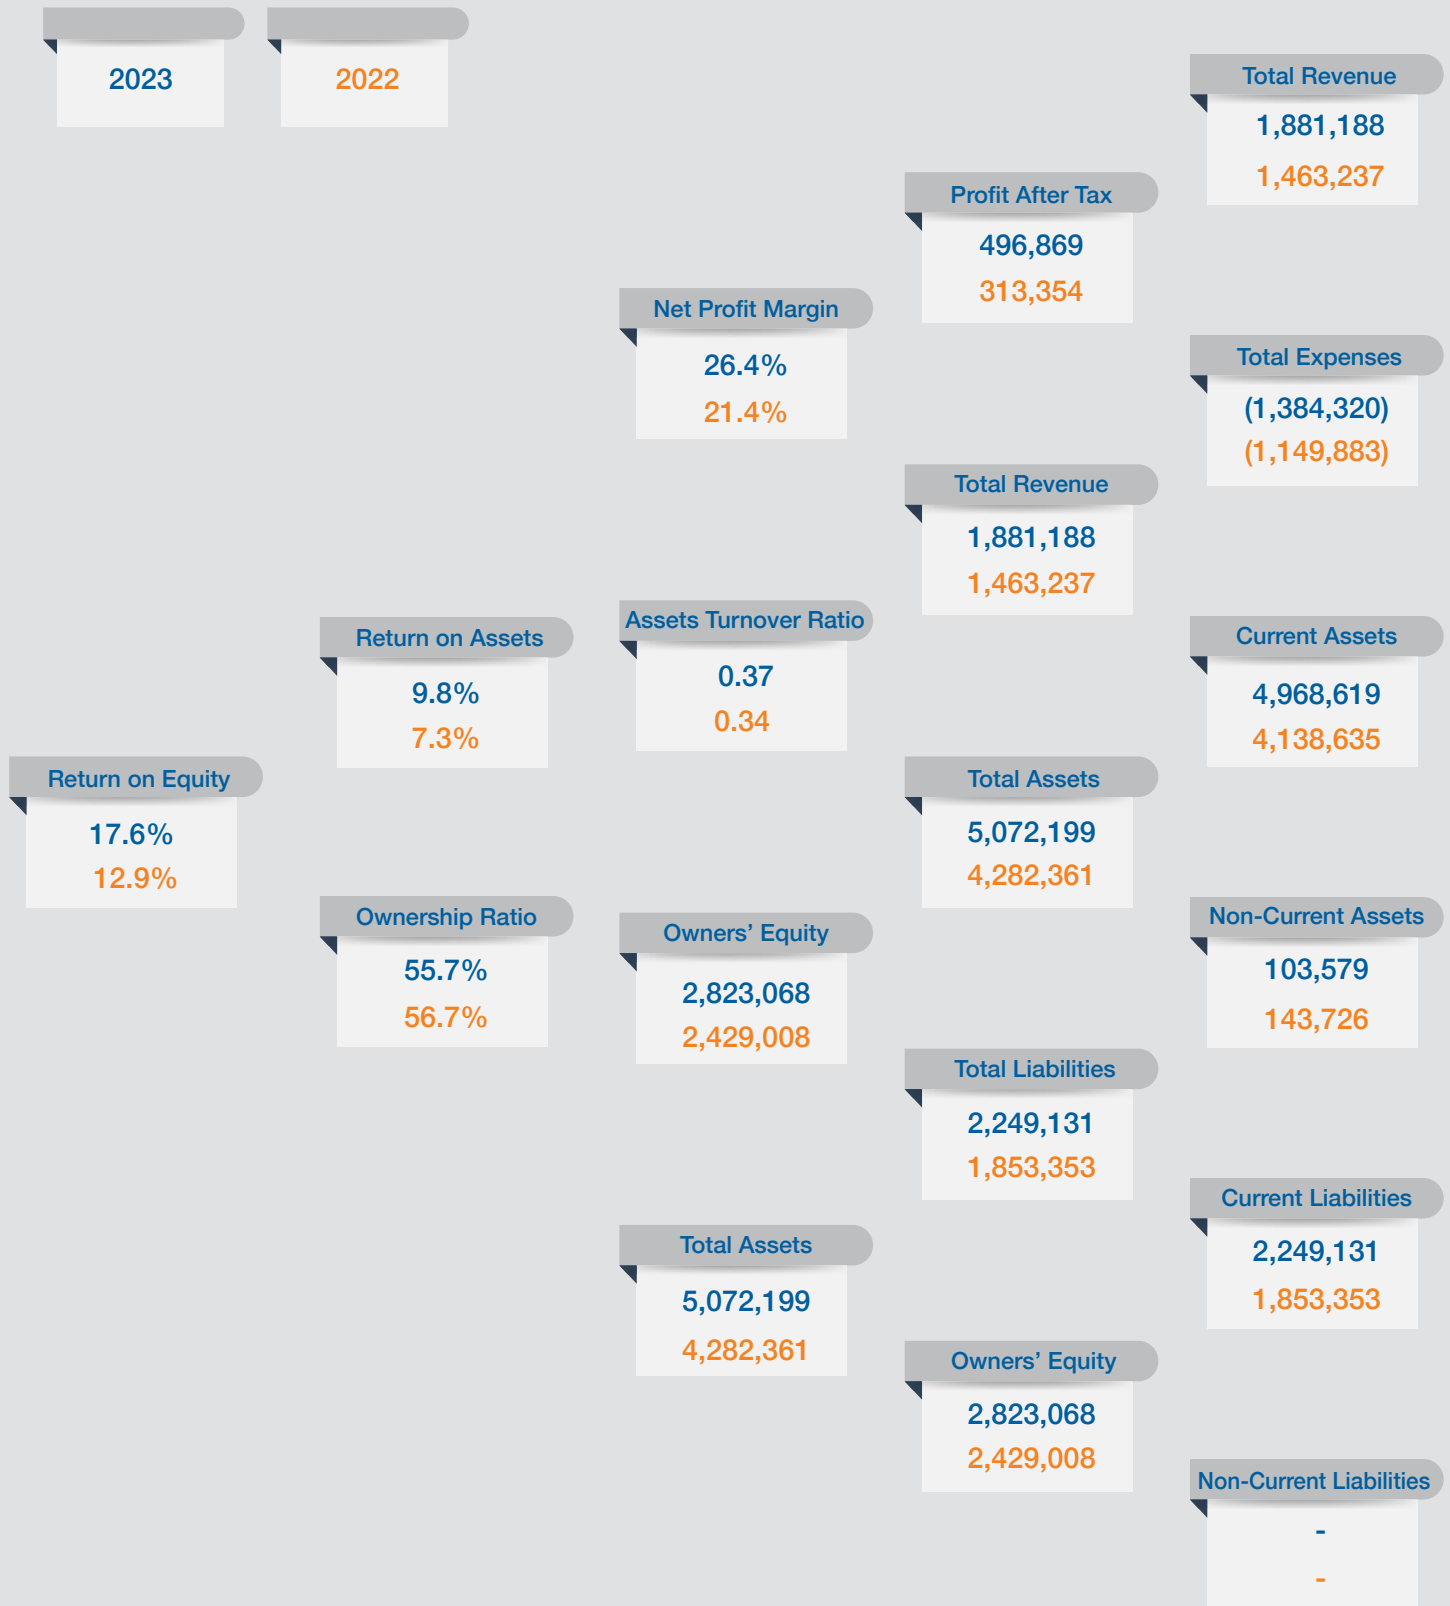 2023
2022
Total Revenue
1,881,188
1,463,237
Profit After Tax
496,869
313,354
Net Profit Margin
26.4%
21.4%
Total Expenses
(1,384,320)
(1,149,883)
Total Revenue
1,881,188
1,463,237
Assets Turnover Ratio
0.37
0.34
Return on Assets
9.8%
7.3%
Current Assets
4,968,619
4,138,635
Return on Equity
17.6%
12.9%
Total Assets
5,072,199
4,282,361
Ownership Ratio
55.7%
56.7%
Owners’ Equity
2,823,068
2,429,008
Non-Current Assets
103,579
143,726
Total Liabilities
2,249,131
1,853,353
Current Liabilities
2,249,131
1,853,353
Total Assets
5,072,199
4,282,361
Owners’ Equity
2,823,068
2,429,008
Non-Current Liabilities
-
-